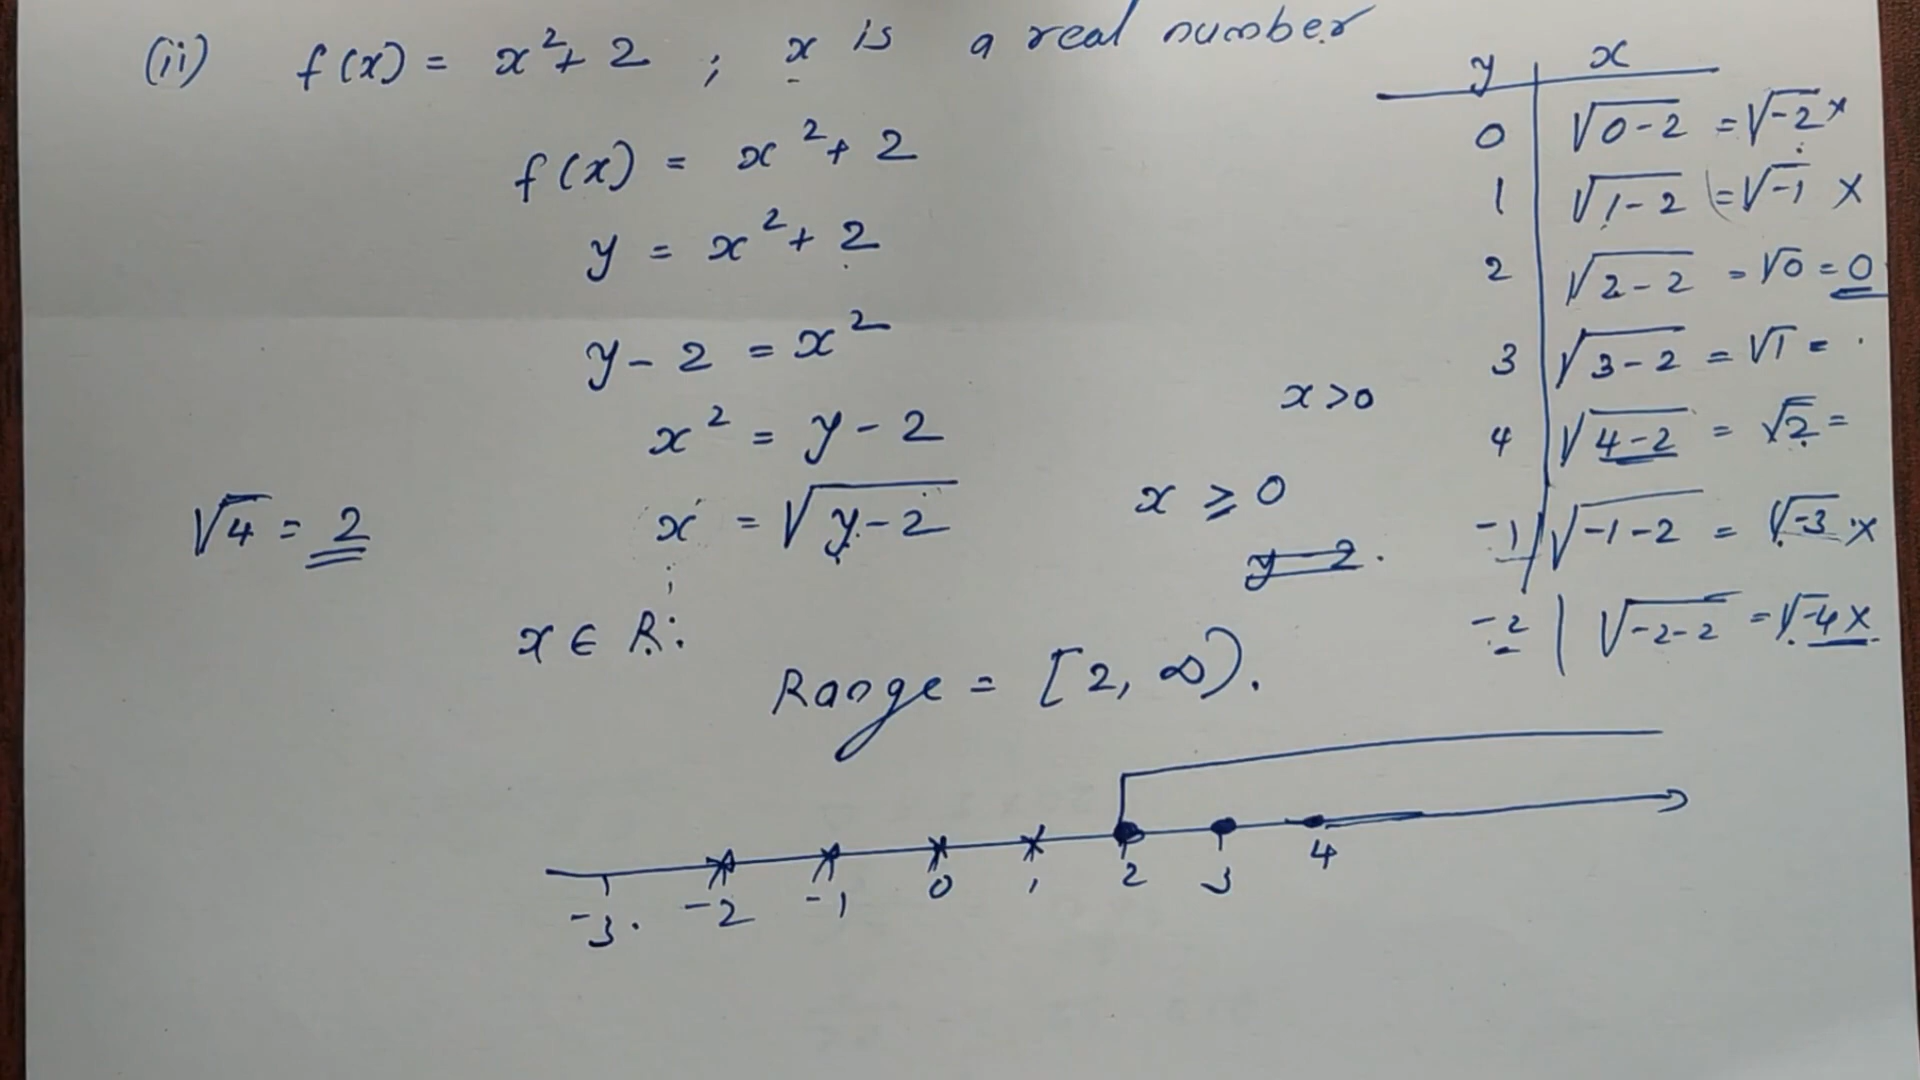 (ii) f(x) = x² + 2 ; x is a real number
f(x) = x² + 2
y = x² + 2
y - 2 = x²
x² = y - 2
√4 = 2
x = √y-2
x ∈ R:
x > 0
x ≥ 0
y = 2.
y | x
0 | √0-2 = √-2 ×
1 | √1-2 = √-1 ×
2 | √2-2 = √0 = 0
3 | √3-2 = √1 = .
4 | √4-2 = √2 =
-1 | √-1-2 = √-3 . ×
-2 | √-2-2 = √-4 ×
Range = [2, ∞).
-3. -2 -1 0 1 2 3 4